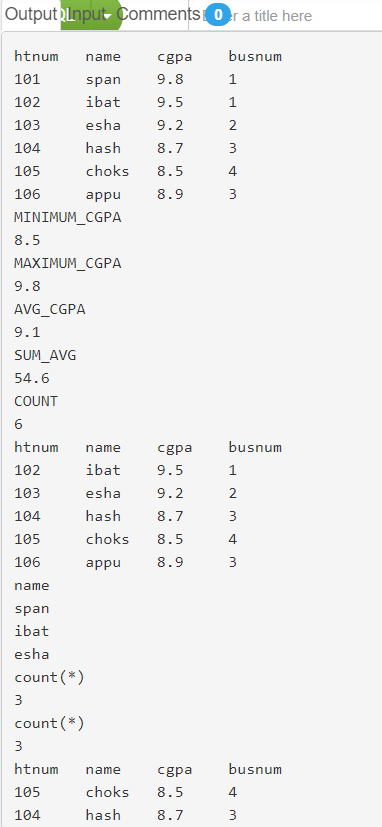 Output Input Comments 0 a title here
htnum name cgpa busnum
101 span 9.8 1
102 ibat 9.5 1
103 esha 9.2 2
104 hash 8.7 3
105 choks 8.5 4
106 appu 8.9 3
MINIMUM_CGPA
8.5
MAXIMUM_CGPA
9.8
AVG_CGPA
9.1
SUM_AVG
54.6
COUNT
6
htnum name cgpa busnum
102 ibat 9.5 1
103 esha 9.2 2
104 hash 8.7 3
105 choks 8.5 4
106 appu 8.9 3
name
span
ibat
esha
count(*)
3
count(*)
3
htnum name cgpa busnum
105 choks 8.5 4
104 hash 8.7 3